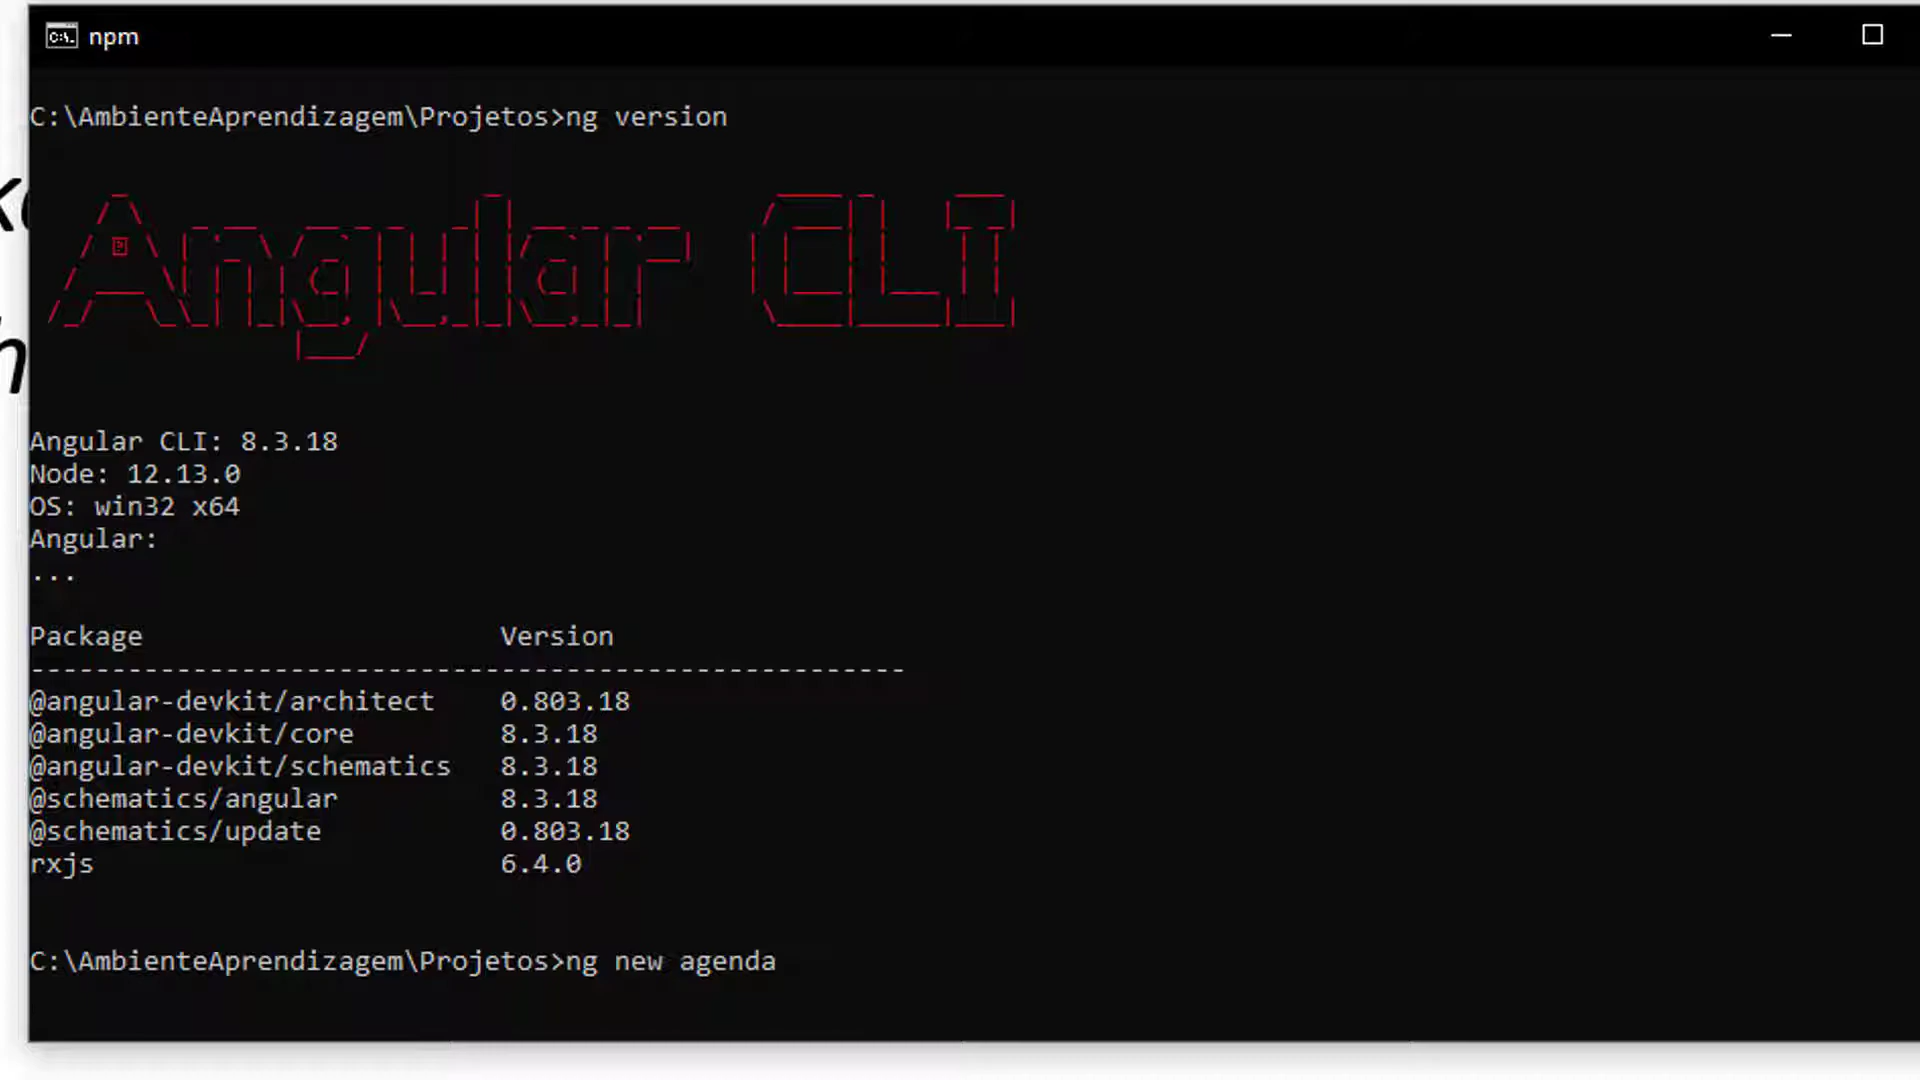 npm
C:\AmbienteAprendizagem\Projetos>ng version
Angular CLI
Angular CLI: 8.3.18
Node: 12.13.0
OS: win32 x64
Angular:
...
Package Version
------------------------------------------------------
@angular-devkit/architect 0.803.18
@angular-devkit/core 8.3.18
@angular-devkit/schematics 8.3.18
@schematics/angular 8.3.18
@schematics/update 0.803.18
rxjs 6.4.0
C:\AmbienteAprendizagem\Projetos>ng new agenda